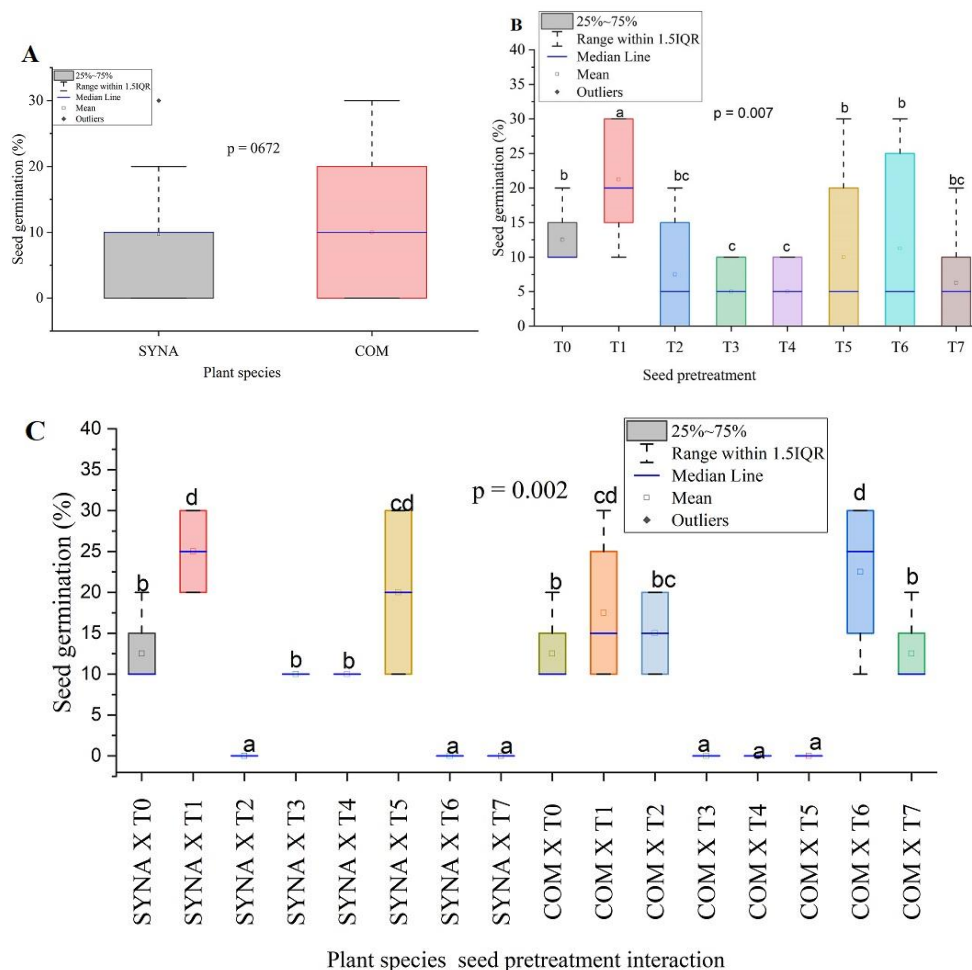 A
25%~75%
Range within 1.5IQR
Median Line
Mean
Outliers
p = 0672
Seed germination (%)
30
20
10
0
SYNA COM
Plant species
B
25%~75%
Range within 1.5IQR
Median Line
Mean
Outliers
p = 0.007
Seed germination (%)
40
35
30
25
20
15
10
5
0
b a bc c c b b bc
T0 T1 T2 T3 T4 T5 T6 T7
Seed pretreatment
C
25%~75%
Range within 1.5IQR
Median Line
Mean
Outliers
p = 0.002
Seed germination (%)
40
35
30
25
20
15
10
5
0
b d a b b cd a a b cd bc a a a d b
SYNA X T0
SYNA X T1
SYNA X T2
SYNA X T3
SYNA X T4
SYNA X T5
SYNA X T6
SYNA X T7
COM X T0
COM X T1
COM X T2
COM X T3
COM X T4
COM X T5
COM X T6
COM X T7
Plant species seed pretreatment interaction